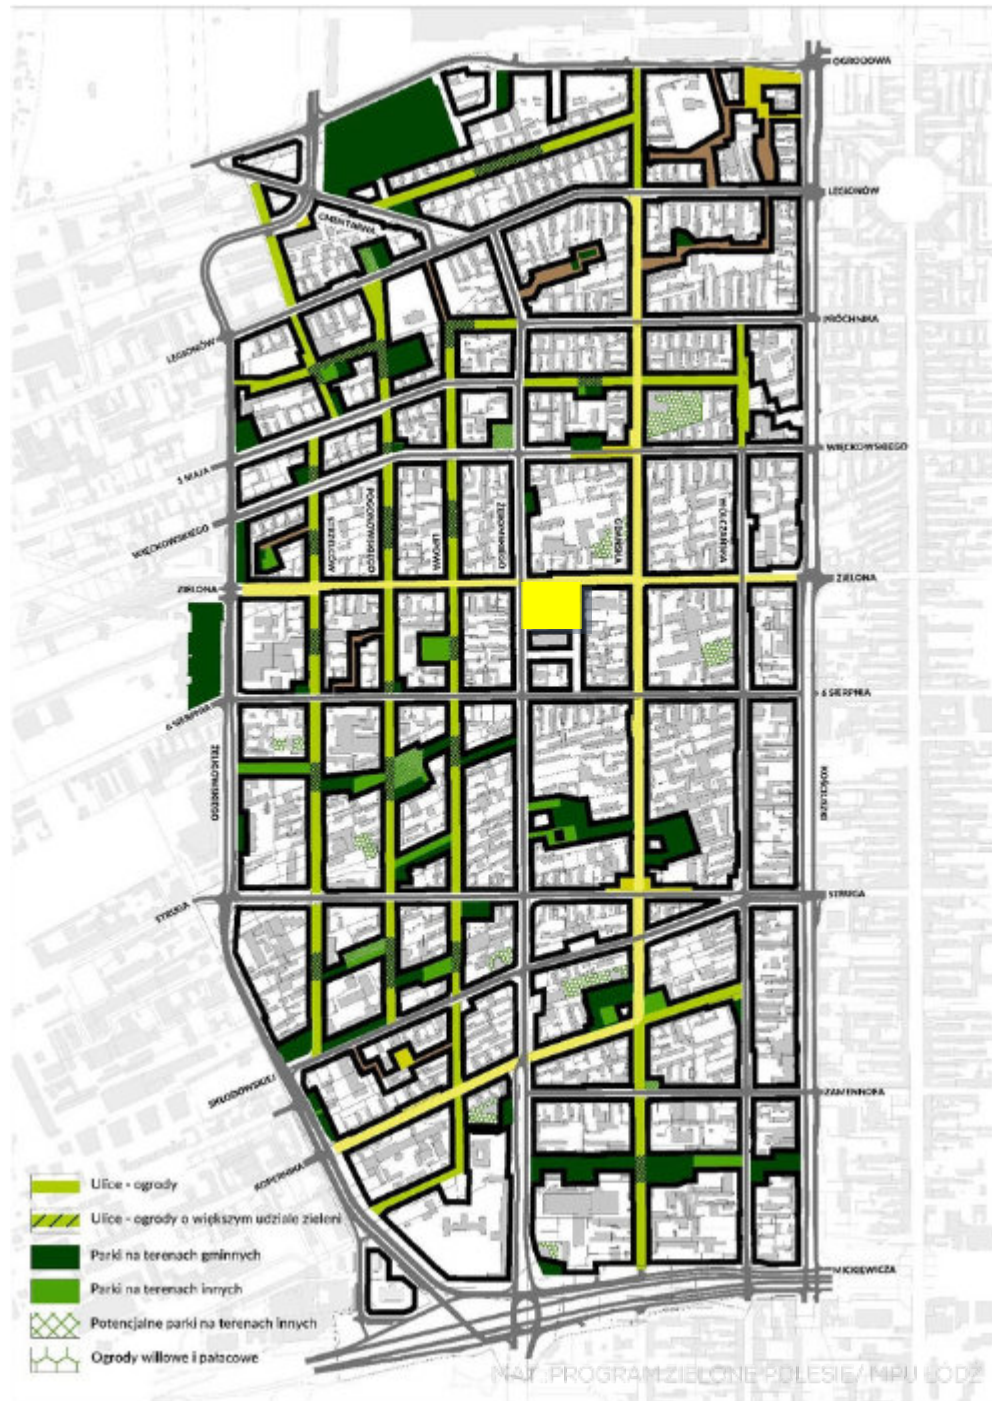 OGRODOWA
LEGIONÓW
CMENTARNA
PRÓCHNIKA
LEGIONÓW
WIĘCKOWSKIEGO
1 MAJA
WIĘCKOWSKIEGO
STRZELCÓW
POGONOWSKIEGO
LIPOWA
ŻEROMSKIEGO
GDAŃSKA
WÓLCZAŃSKA
ZIELONA
ZIELONA
6 SIERPNIA
6 SIERPNIA
ŻELIGOWSKIEGO
KOŚCIUSZKI
STRUGA
STRUGA
SKŁODOWSKIEJ
ZAMENHOFA
KOPERNIKA
MICKIEWICZA
Ulice - ogrody
Ulice - ogrody o większym udziale zieleni
Parki na terenach gminnych
Parki na terenach innych
Potencjalne parki na terenach innych
Ogrody willowe i pałacowe
MAT. PROGRAM ZIELONE POLESIE/ MPU ŁÓDŹ